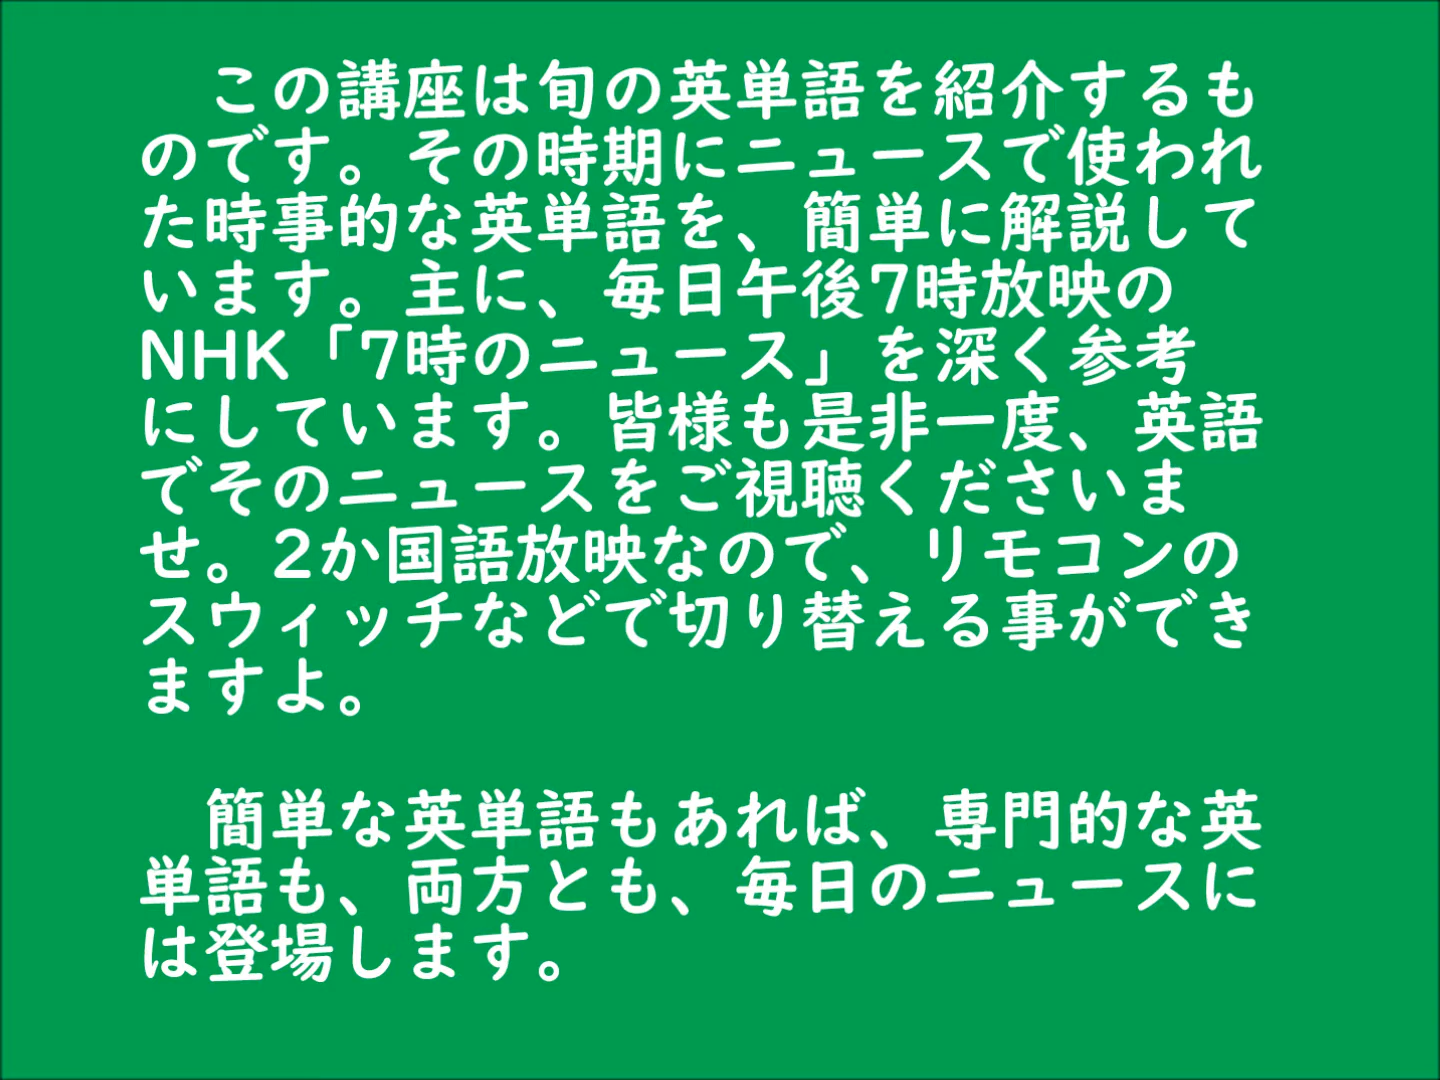 この講座は旬の英単語を紹介するも
のです。その時期にニュースで使われ
た時事的な英単語を、簡単に解説して
います。主に、毎日午後7時放映の
NHK「7時のニュース」を深く参考
にしています。皆様も是非一度、英語
でそのニュースをご視聴くださいま
せ。2か国語放映なので、リモコンの
スウィッチなどで切り替える事ができ
ますよ。
簡単な英単語もあれば、専門的な英
単語も、両方とも、毎日のニュースに
は登場します。